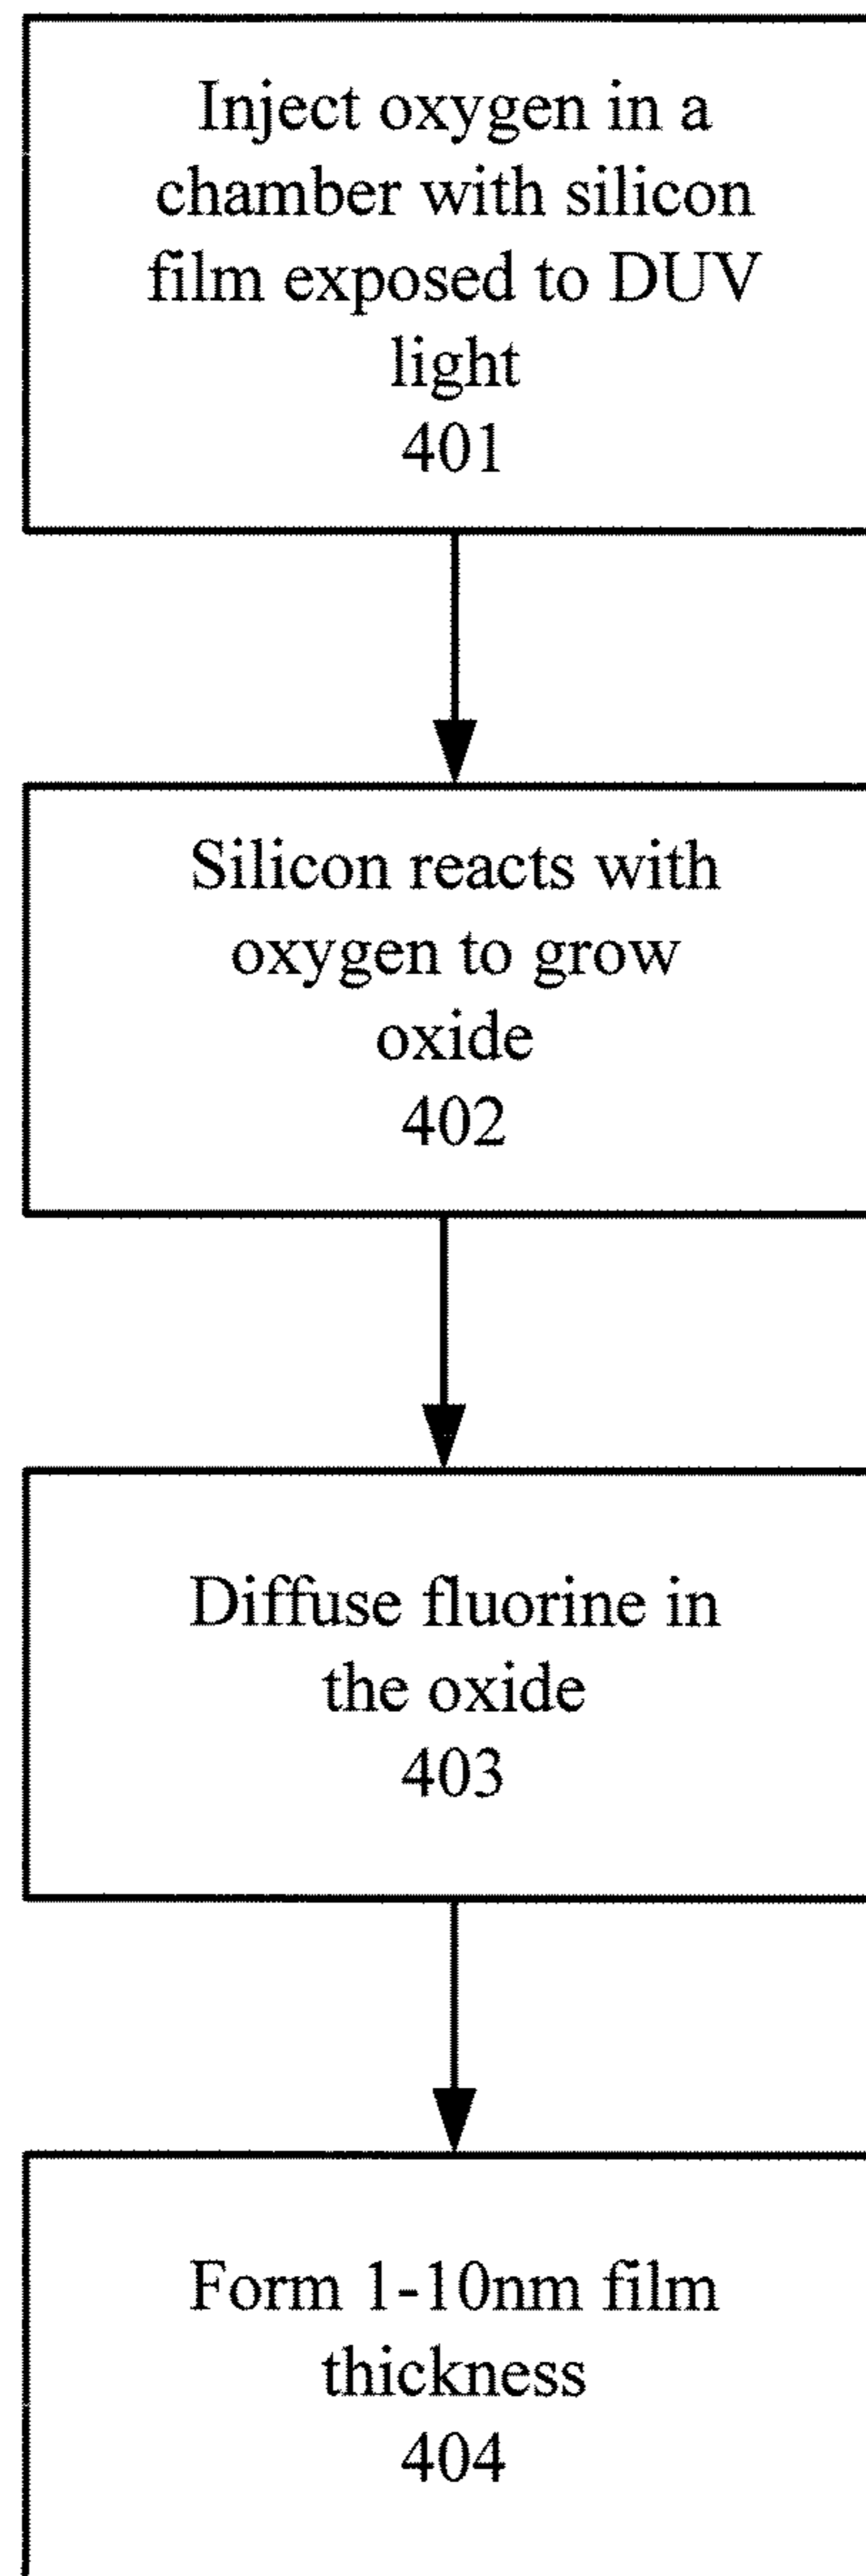 Inject oxygen in a
chamber with silicon
film exposed to DUV
light
401
Silicon reacts with
oxygen to grow
oxide
402
Diffuse fluorine in
the oxide
403
Form 1-10nm film
thickness
404